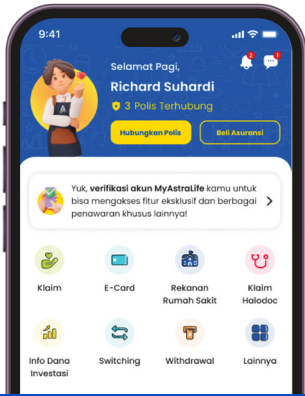 9:41
Selamat Pagi,
Richard Suhardi
3 Polis Terhubung
Hubungkan Polis
Beli Asuransi
Yuk, verifikasi akun MyAstraLife kamu untuk
bisa mengakses fitur eksklusif dan berbagai
penawaran khusus lainnya!
Klaim
E-Card
Rekanan
Rumah Sakit
Klaim
Halodoc
Info Dana
Investasi
Switching
Withdrawal
Lainnya